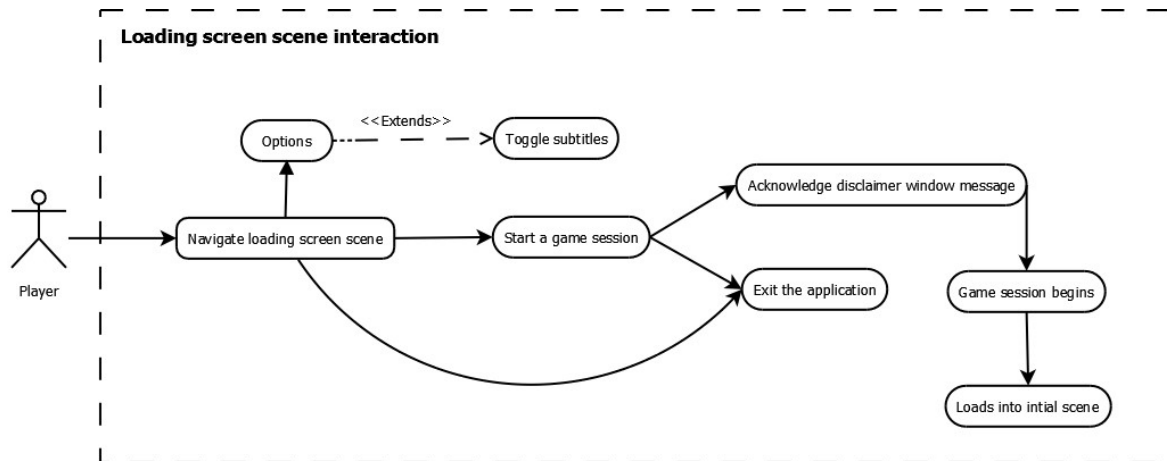 Loading screen scene interaction
<<Extends>>
Options
Toggle subtitles
Acknowledge disclaimer window message
Navigate loading screen scene
Start a game session
Player
Exit the application
Game session begins
Loads into intial scene